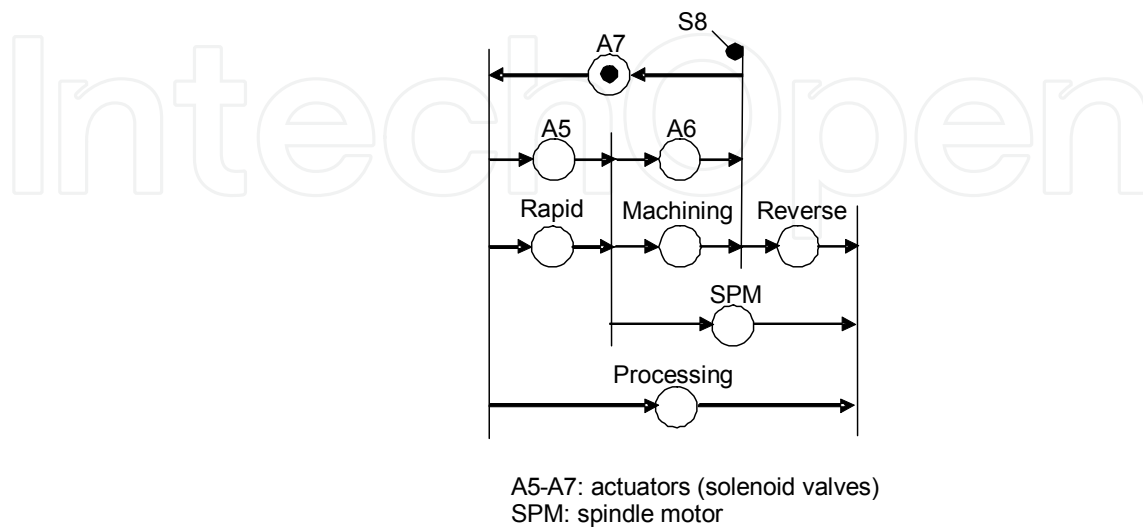 IntechOpen
S8
A7
A5 A6
Rapid Machining Reverse
SPM
Processing
A5-A7: actuators (solenoid valves)
SPM: spindle motor